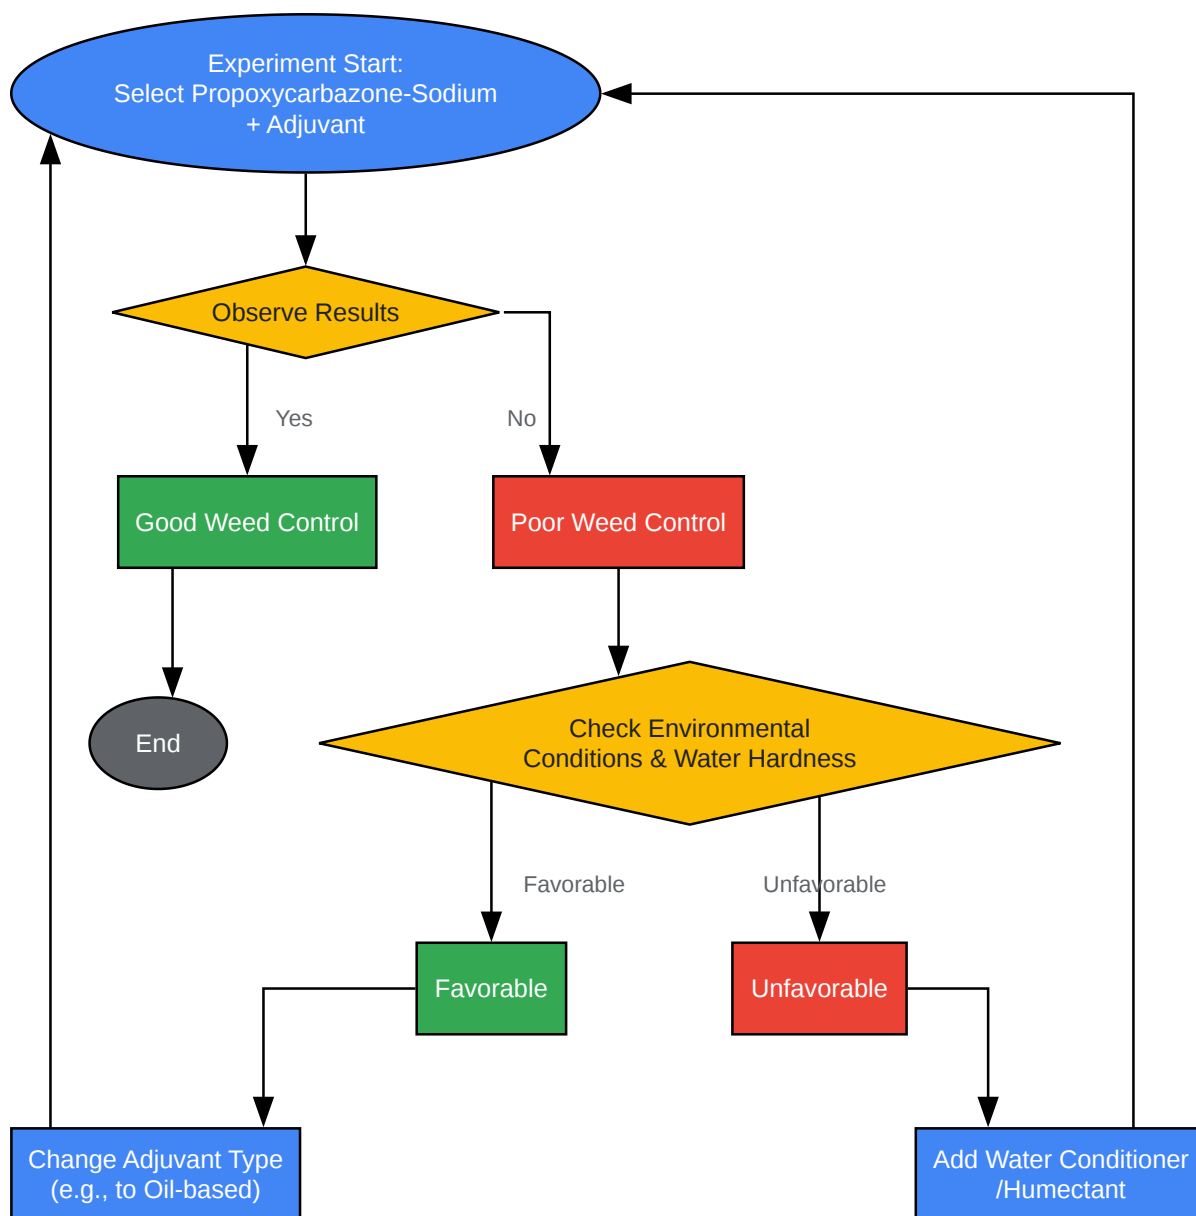 Experiment Start:
Select Propoxycarbazone-Sodium
+ Adjuvant
Observe Results
Yes
No
Good Weed Control
Poor Weed Control
Check Environmental
Conditions & Water Hardness
End
Favorable
Unfavorable
Favorable
Unfavorable
Change Adjuvant Type
(e.g., to Oil-based)
Add Water Conditioner
/Humectant